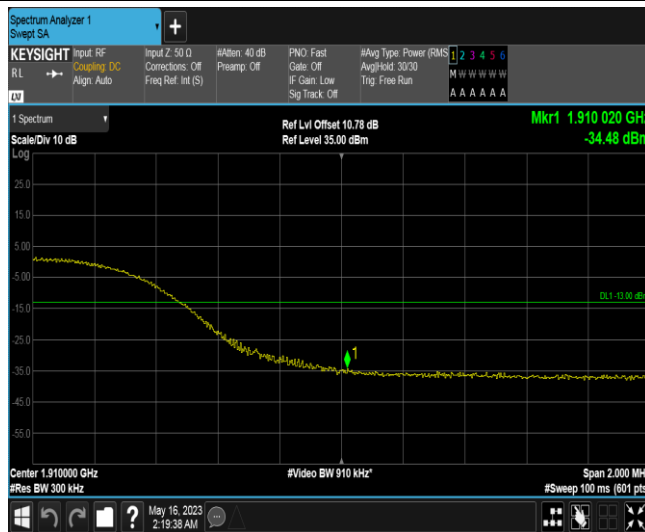 Spectrum Analyzer 1
Swept SA
+
KEYSIGHT
RL
LXI
Input: RF
Coupling: DC
Align: Auto
Input Z: 50 Ω
Corrections: Off
Freq Ref: Int (S)
#Atten: 40 dB
Preamp: Off
PNO: Fast
Gate: Off
IF Gain: Low
Sig Track: Off
#Avg Type: Power (RMS
Avg|Hold: 30/30
Trig: Free Run
1 2 3 4 5 6
M W W W W W
A A A A A A
1 Spectrum
Scale/Div 10 dB
Log
Ref Lvl Offset 10.78 dB
Ref Level 35.00 dBm
Mkr1 1.910 020 GHz
-34.48 dBm
25.0
15.0
5.00
-5.00
-15.0
-25.0
-35.0
-45.0
-55.0
DL1 -13.00 dBm
1
Center 1.910000 GHz
#Res BW 300 kHz
#Video BW 910 kHz*
Span 2.000 MH
#Sweep 100 ms (601 pts
?
May 16, 2023
2:19:38 AM